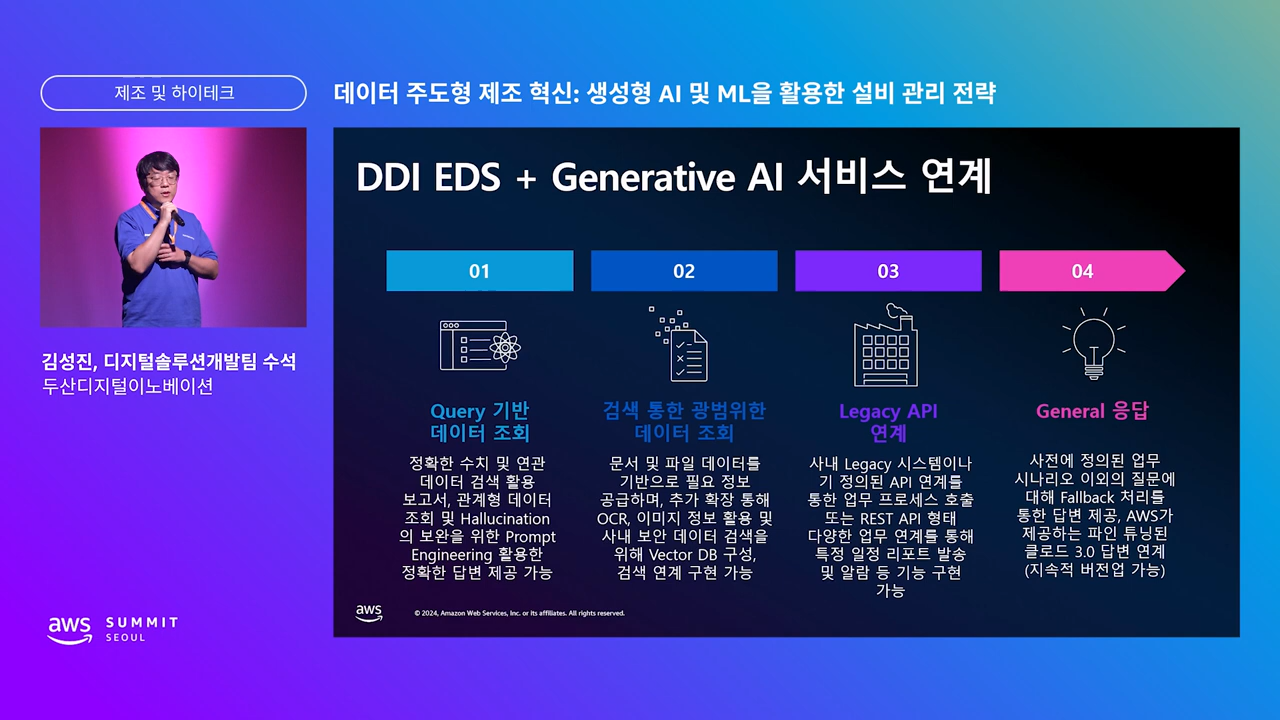 제조 및 하이테크
데이터 주도형 제조 혁신: 생성형 AI 및 ML을 활용한 설비 관리 전략
김성진, 디지털솔루션개발팀 수석
두산디지털이노베이션
aws SUMMIT
SEOUL
DDI EDS + Generative AI 서비스 연계
01
Query 기반
데이터 조회
정확한 수치 및 연관
데이터 검색 활용
보고서, 관계형 데이터
조회 및 Hallucination
의 보완을 위한 Prompt
Engineering 활용한
정확한 답변 제공 가능
02
검색 통한 광범위한
데이터 조회
문서 및 파일 데이터를
기반으로 필요 정보
공급하며, 추가 확장 통해
OCR, 이미지 정보 활용 및
사내 보안 데이터 검색을
위해 Vector DB 구성,
검색 연계 구현 가능
03
Legacy API
연계
사내 Legacy 시스템이나
기 정의된 API 연계를
통한 업무 프로세스 호출
또는 REST API 형태
다양한 업무 연계를 통해
특정 일정 리포트 발송
및 알람 등 기능 구현
가능
04
General 응답
사전에 정의된 업무
시나리오 이외의 질문에
대해 Fallback 처리를
통한 답변 제공, AWS가
제공하는 파인 튜닝된
클로드 3.0 답변 연계
(지속적 버전업 가능)
aws
© 2024, Amazon Web Services, Inc. or its affiliates. All rights reserved.